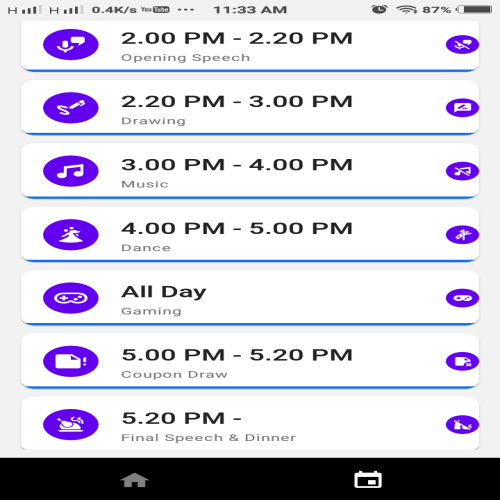 H H 0.4K/s YouTube ... 11:33 AM 87%
2.00 PM - 2.20 PM
Opening Speech
2.20 PM - 3.00 PM
Drawing
3.00 PM - 4.00 PM
Music
4.00 PM - 5.00 PM
Dance
All Day
Gaming
5.00 PM - 5.20 PM
Coupon Draw
5.20 PM -
Final Speech & Dinner